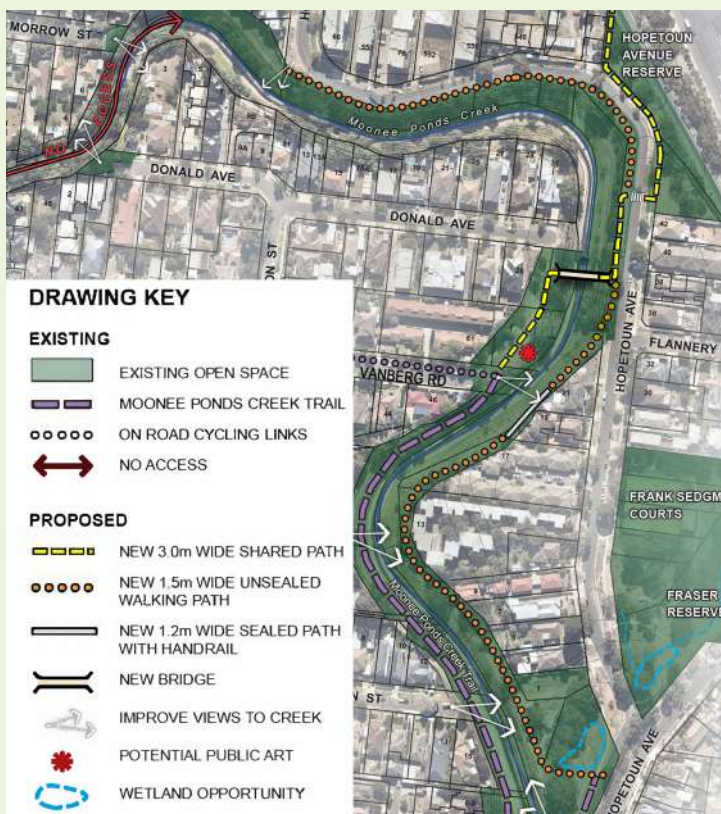 MORROW ST
HOPETOUN
AVENUE
RESERVE
NO ACCESS
Moonee Ponds Creek
DONALD AVE
DONALD AVE
HOPETOUN AVE
FLANNERY
VANBERG RD
FRANK SEDGM
COURTS
FRASER
RESERVE
Moonee Ponds Creek Trail
N ST
HOPETOUN AVE
DRAWING KEY
EXISTING
EXISTING OPEN SPACE
MOONEE PONDS CREEK TRAIL
ON ROAD CYCLING LINKS
NO ACCESS
PROPOSED
NEW 3.0m WIDE SHARED PATH
NEW 1.5m WIDE UNSEALED
WALKING PATH
NEW 1.2m WIDE SEALED PATH
WITH HANDRAIL
NEW BRIDGE
IMPROVE VIEWS TO CREEK
POTENTIAL PUBLIC ART
WETLAND OPPORTUNITY